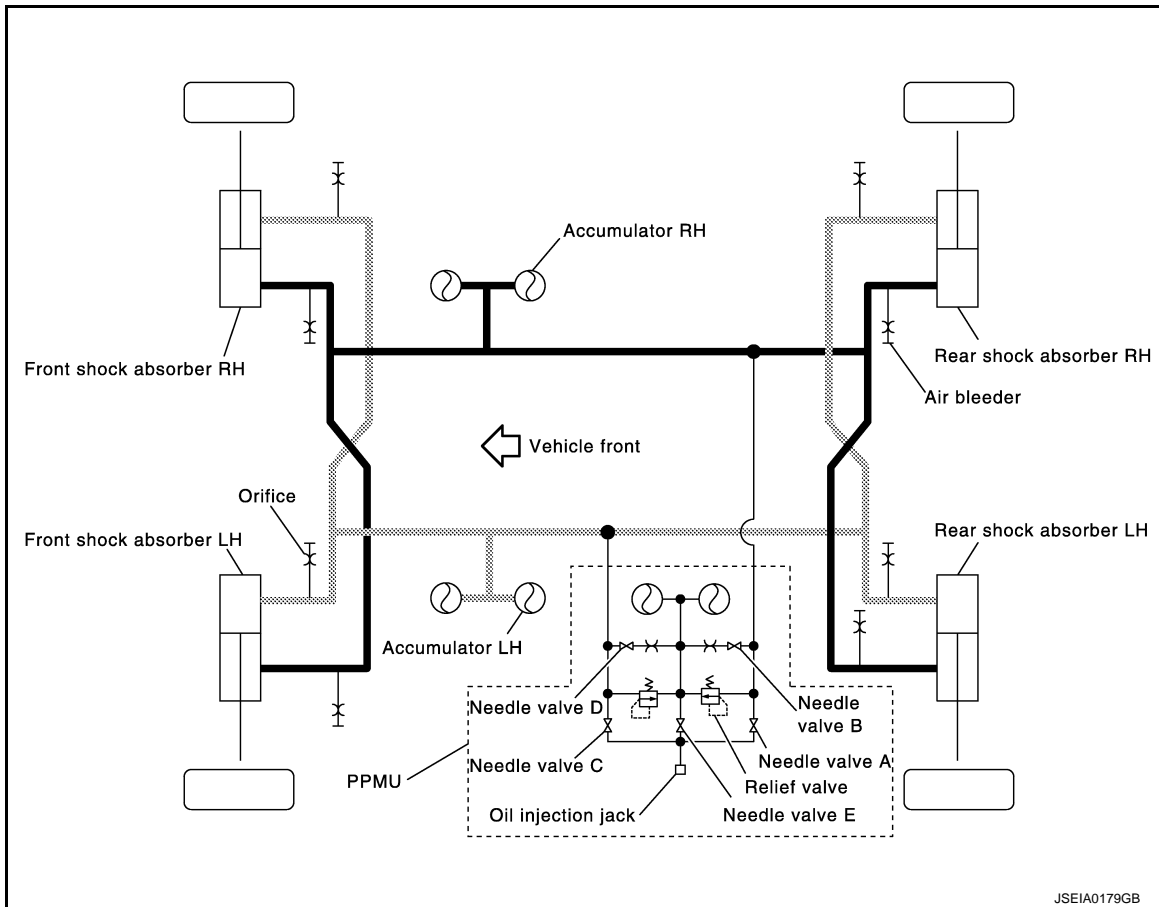 Accumulator RH
Front shock absorber RH
Rear shock absorber RH
Air bleeder
Vehicle front
Orifice
Front shock absorber LH
Rear shock absorber LH
Accumulator LH
Needle valve D
Needle
valve B
Needle valve C
Needle valve A
PPMU
Relief valve
Oil injection jack
Needle valve E
JSEIA0179GB